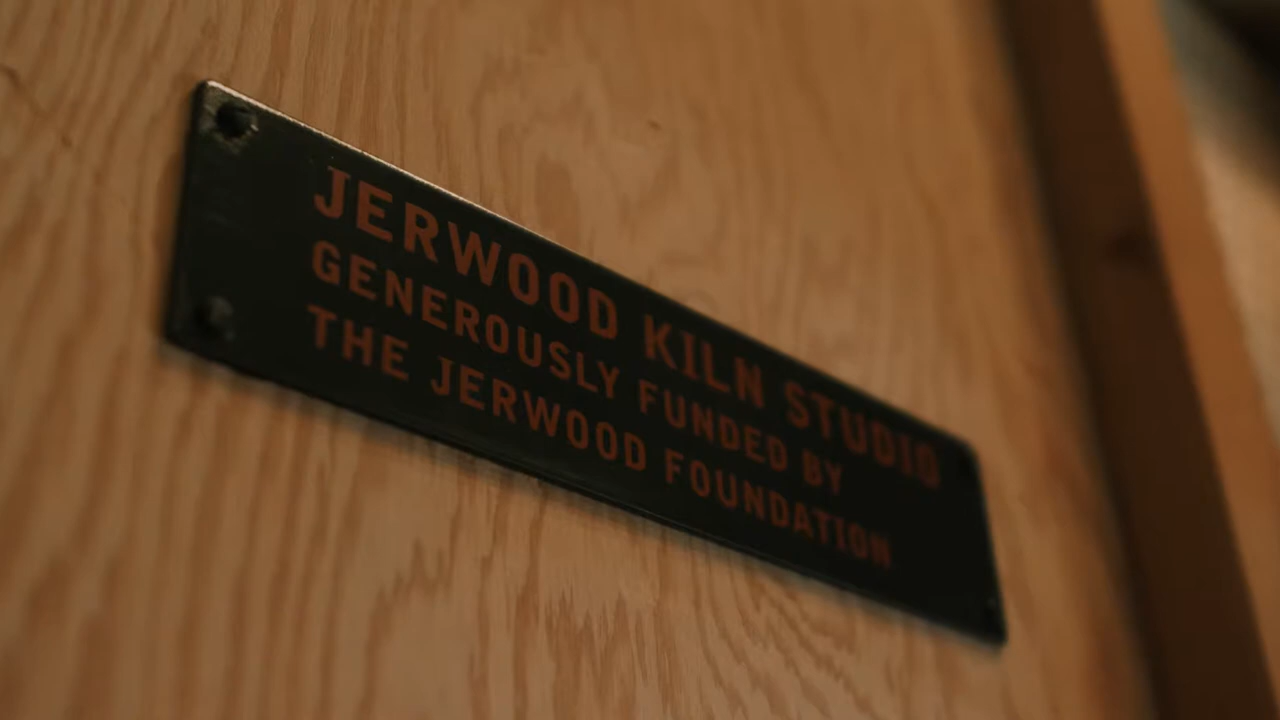 JERWOOD KILN STUDIO
GENEROUSLY FUNDED BY
THE JERWOOD FOUNDATION